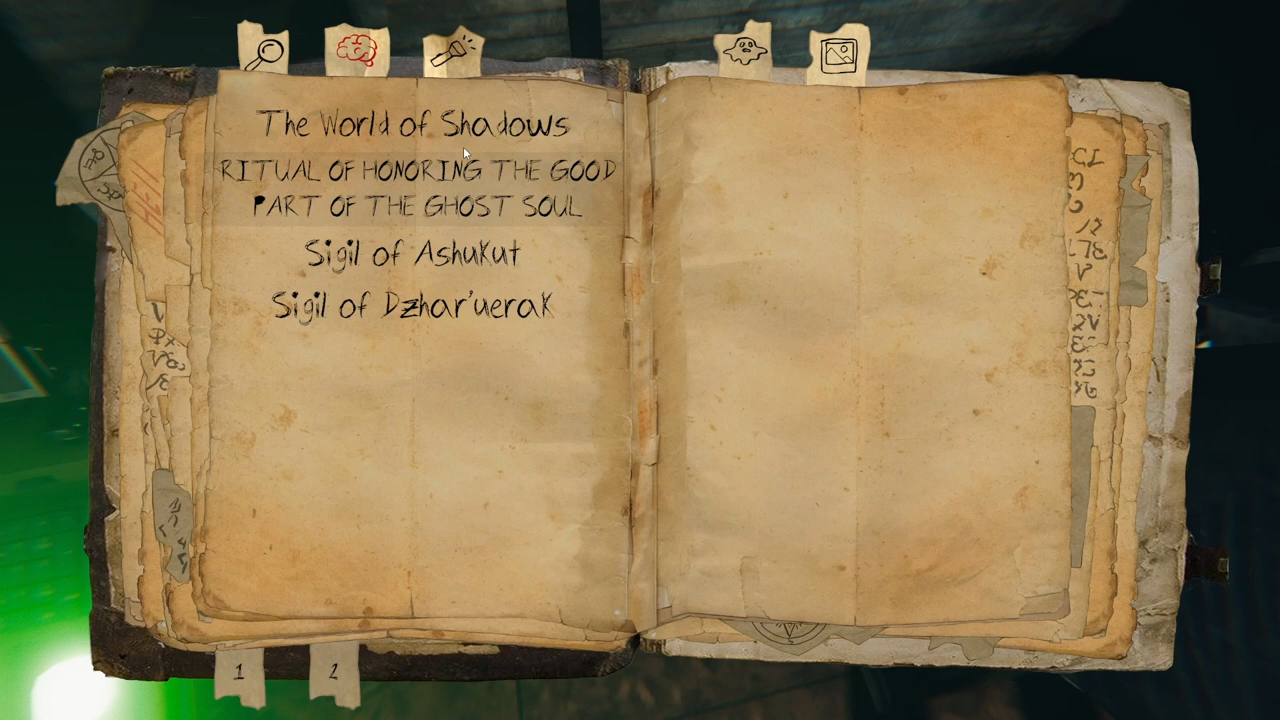 The World of Shadows
RITUAL OF HONORING THE GOOD
PART OF THE GHOST SOUL
Sigil of Ashukut
Sigil of Dzhar'uerak
1
2